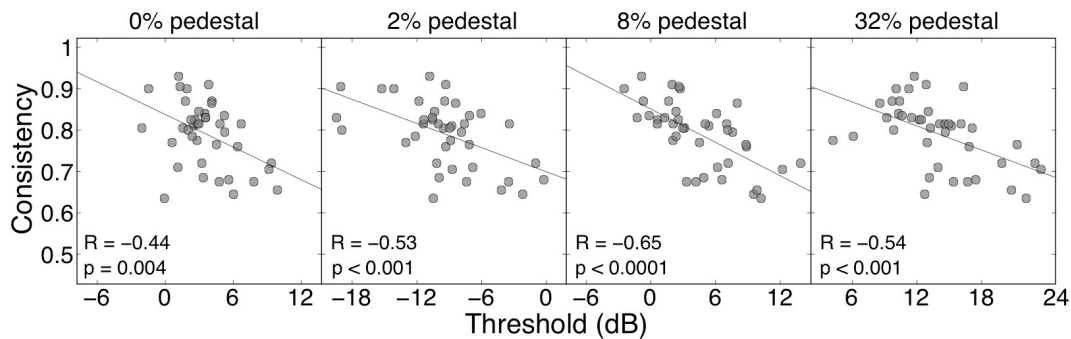 0% pedestal 2% pedestal 8% pedestal 32% pedestal
Consistency
1
0.9
0.8
0.7
0.6
0.5
R = −0.44 R = −0.53 R = −0.65 R = −0.54
p = 0.004 p < 0.001 p < 0.0001 p < 0.001
−6 0 6 12 −18 −12 −6 0 −6 0 6 12 6 12 18 24
Threshold (dB)